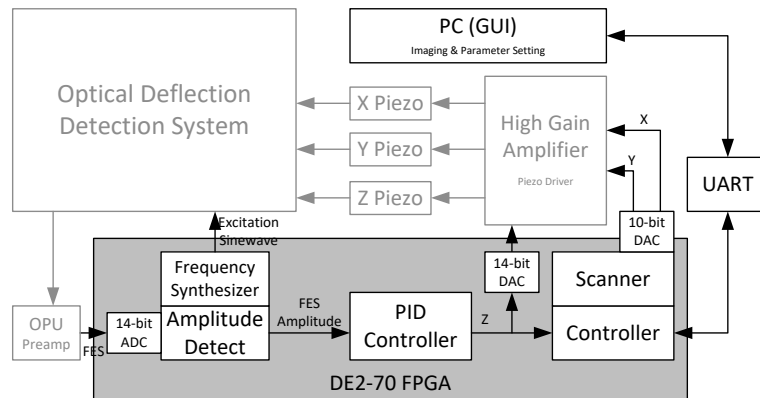 PC (GUI)
Imaging & Parameter Setting
Optical Deflection
Detection System
X Piezo
Y Piezo
Z Piezo
High Gain
Amplifier
Piezo Driver
X
Y
UART
Excitation
Sinewave
10-bit
DAC
Frequency
Synthesizer
14-bit
DAC
Scanner
OPU
Preamp
FES
14-bit
ADC
Amplitude
Detect
FES
Amplitude
PID
Controller
Z
Controller
DE2-70 FPGA